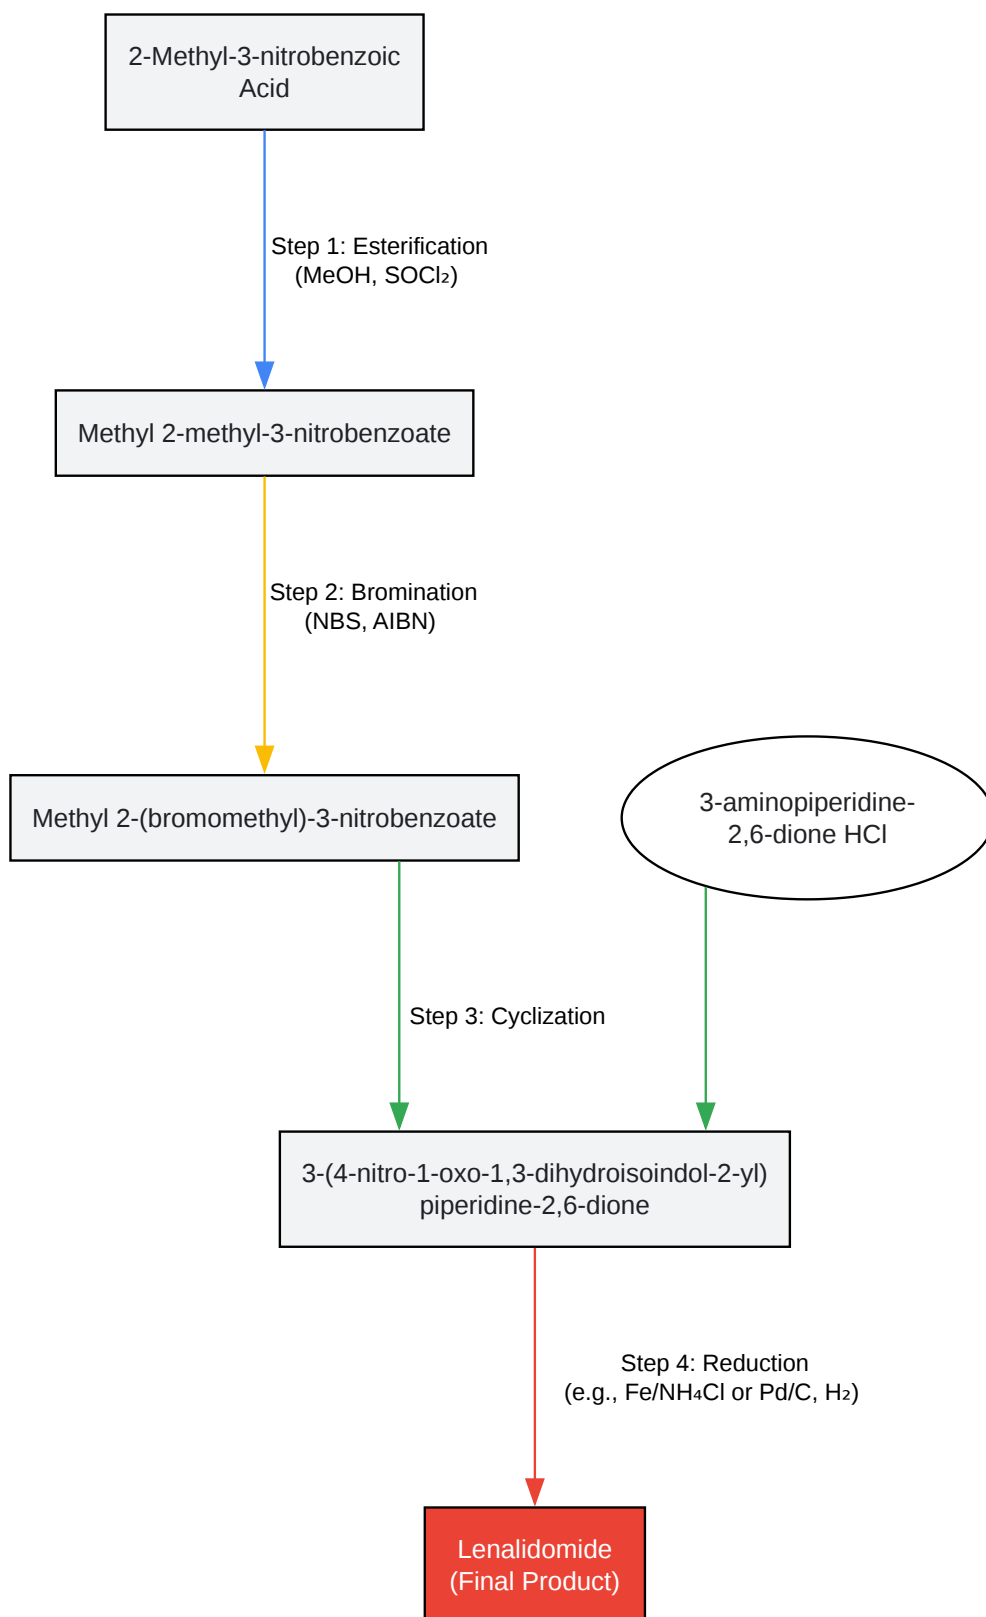 2-Methyl-3-nitrobenzoic
Acid
Step 1: Esterification
(MeOH, SOCl₂)
Methyl 2-methyl-3-nitrobenzoate
Step 2: Bromination
(NBS, AIBN)
Methyl 2-(bromomethyl)-3-nitrobenzoate
3-aminopiperidine-
2,6-dione HCl
Step 3: Cyclization
3-(4-nitro-1-oxo-1,3-dihydroisoindol-2-yl)
piperidine-2,6-dione
Step 4: Reduction
(e.g., Fe/NH₄Cl or Pd/C, H₂)
Lenalidomide
(Final Product)